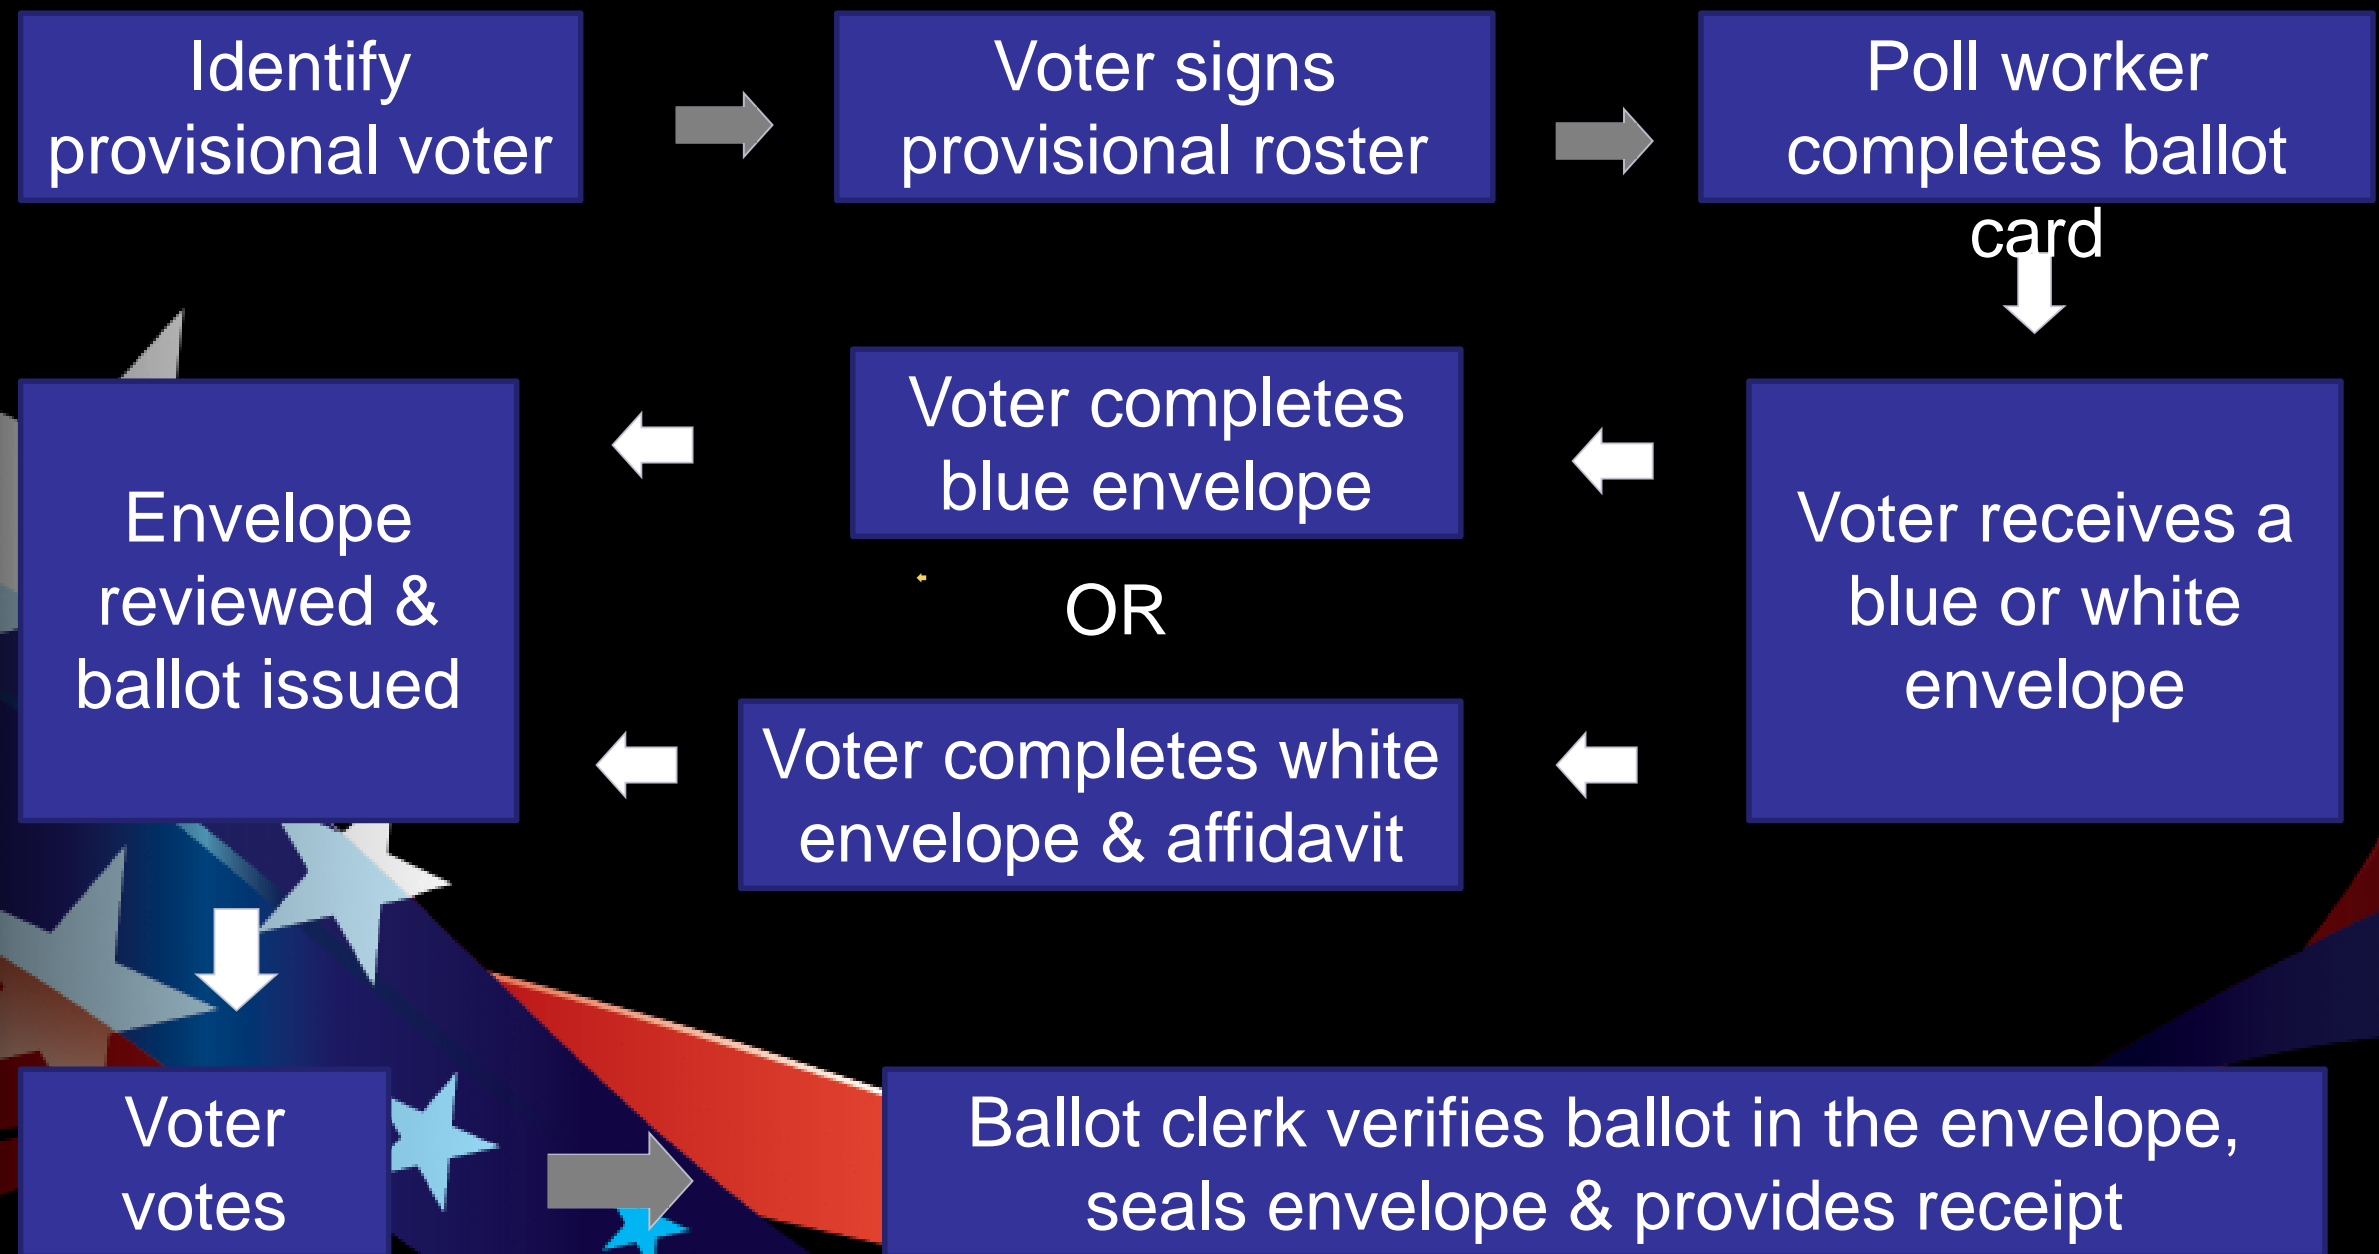 Identify
provisional voter
Voter signs
provisional roster
Poll worker
completes ballot
card
Voter receives a
blue or white
envelope
Voter completes
blue envelope
OR
Voter completes white
envelope & affidavit
Envelope
reviewed &
ballot issued
Voter
votes
Ballot clerk verifies ballot in the envelope,
seals envelope & provides receipt